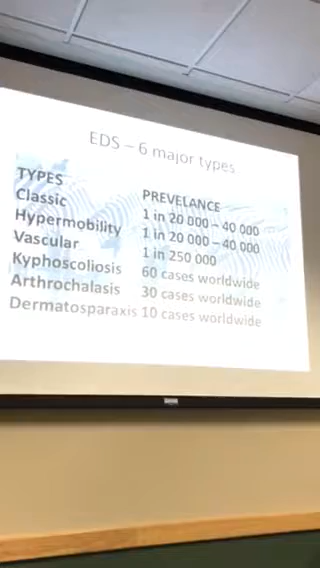 EDS – 6 major types
TYPES PREVELANCE
Classic 1 in 20 000 – 40 000
Hypermobility 1 in 20 000 – 40 000
Vascular 1 in 250 000
Kyphoscoliosis 60 cases worldwide
Arthrochalasis 30 cases worldwide
Dermatosparaxis 10 cases worldwide